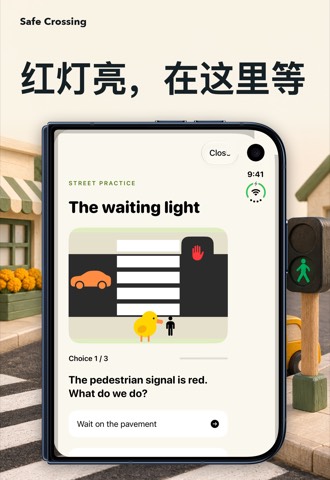 Safe Crossing
红灯亮，在这里等
Clos..
9:41
STREET PRACTICE
The waiting light
Choice 1 / 3
The pedestrian signal is red.
What do we do?
Wait on the pavement